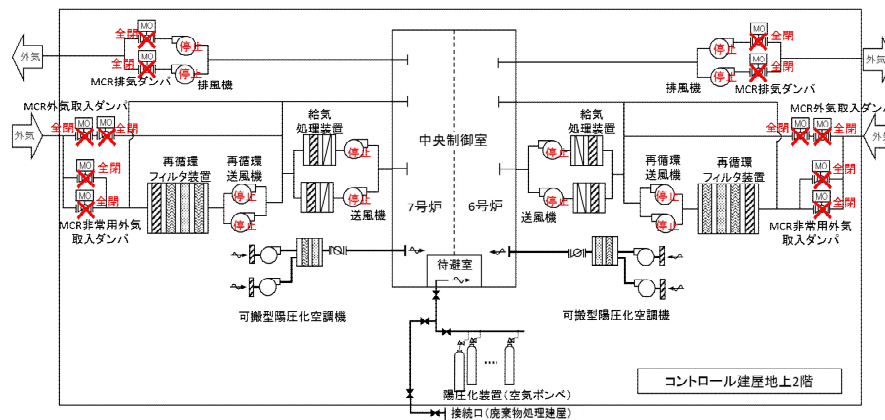 MO
全閉
停止
外気
MO
全閉
停止
排風機
MCR排気ダンパ
MCR外気取入ダンパ
外気
MO
MO
全閉
全閉
MO
全閉
MO
全閉
MCR非常用外気
取入ダンパ
再循環
フィルタ装置
再循環
送風機
停止
停止
給気
処理装置
停止
停止
送風機
中央制御室
7号炉
6号炉
待避室
MO
全閉
停止
外気
MO
全閉
停止
排風機
MCR排気ダンパ
MCR外気取入ダンパ
外気
MO
MO
全閉
全閉
MO
全閉
MO
全閉
MCR非常用外気
取入ダンパ
再循環
フィルタ装置
再循環
送風機
停止
停止
給気
処理装置
停止
停止
送風機
可搬型陽圧化空調機
可搬型陽圧化空調機
陽圧化装置(空気ボンベ)
接続口(廃棄物処理建屋)
コントロール建屋地上2階